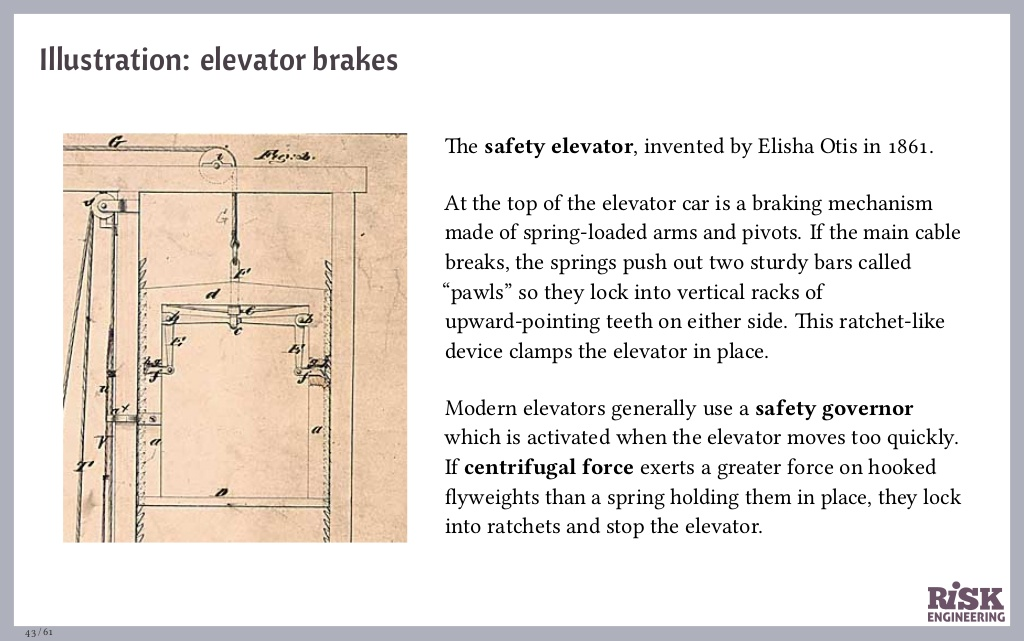 Illustration: elevator brakes
G
i
Fig. 2.
G
F
d
C
b
c
b
E
E
f
f
n
x
a
a
V
T
D
The safety elevator, invented by Elisha Otis in 1861.
At the top of the elevator car is a braking mechanism
made of spring-loaded arms and pivots. If the main cable
breaks, the springs push out two sturdy bars called
“pawls” so they lock into vertical racks of
upward-pointing teeth on either side. This ratchet-like
device clamps the elevator in place.
Modern elevators generally use a safety governor
which is activated when the elevator moves too quickly.
If centrifugal force exerts a greater force on hooked
flyweights than a spring holding them in place, they lock
into ratchets and stop the elevator.
RiSK
ENGINEERING
43/61